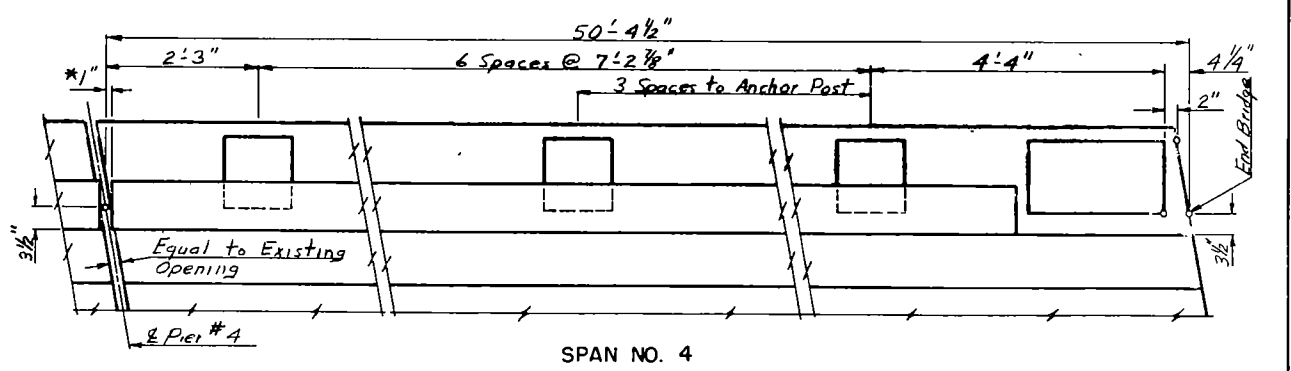 50'-4½"
2'-3"
6 Spaces @ 7'-2⅞"
4'-4"
4¼"
*1"
3 Spaces to Anchor Post
2"
End Bridge
3½"
3½"
Equal to Existing
Opening
℄ Pier #4
SPAN NO. 4